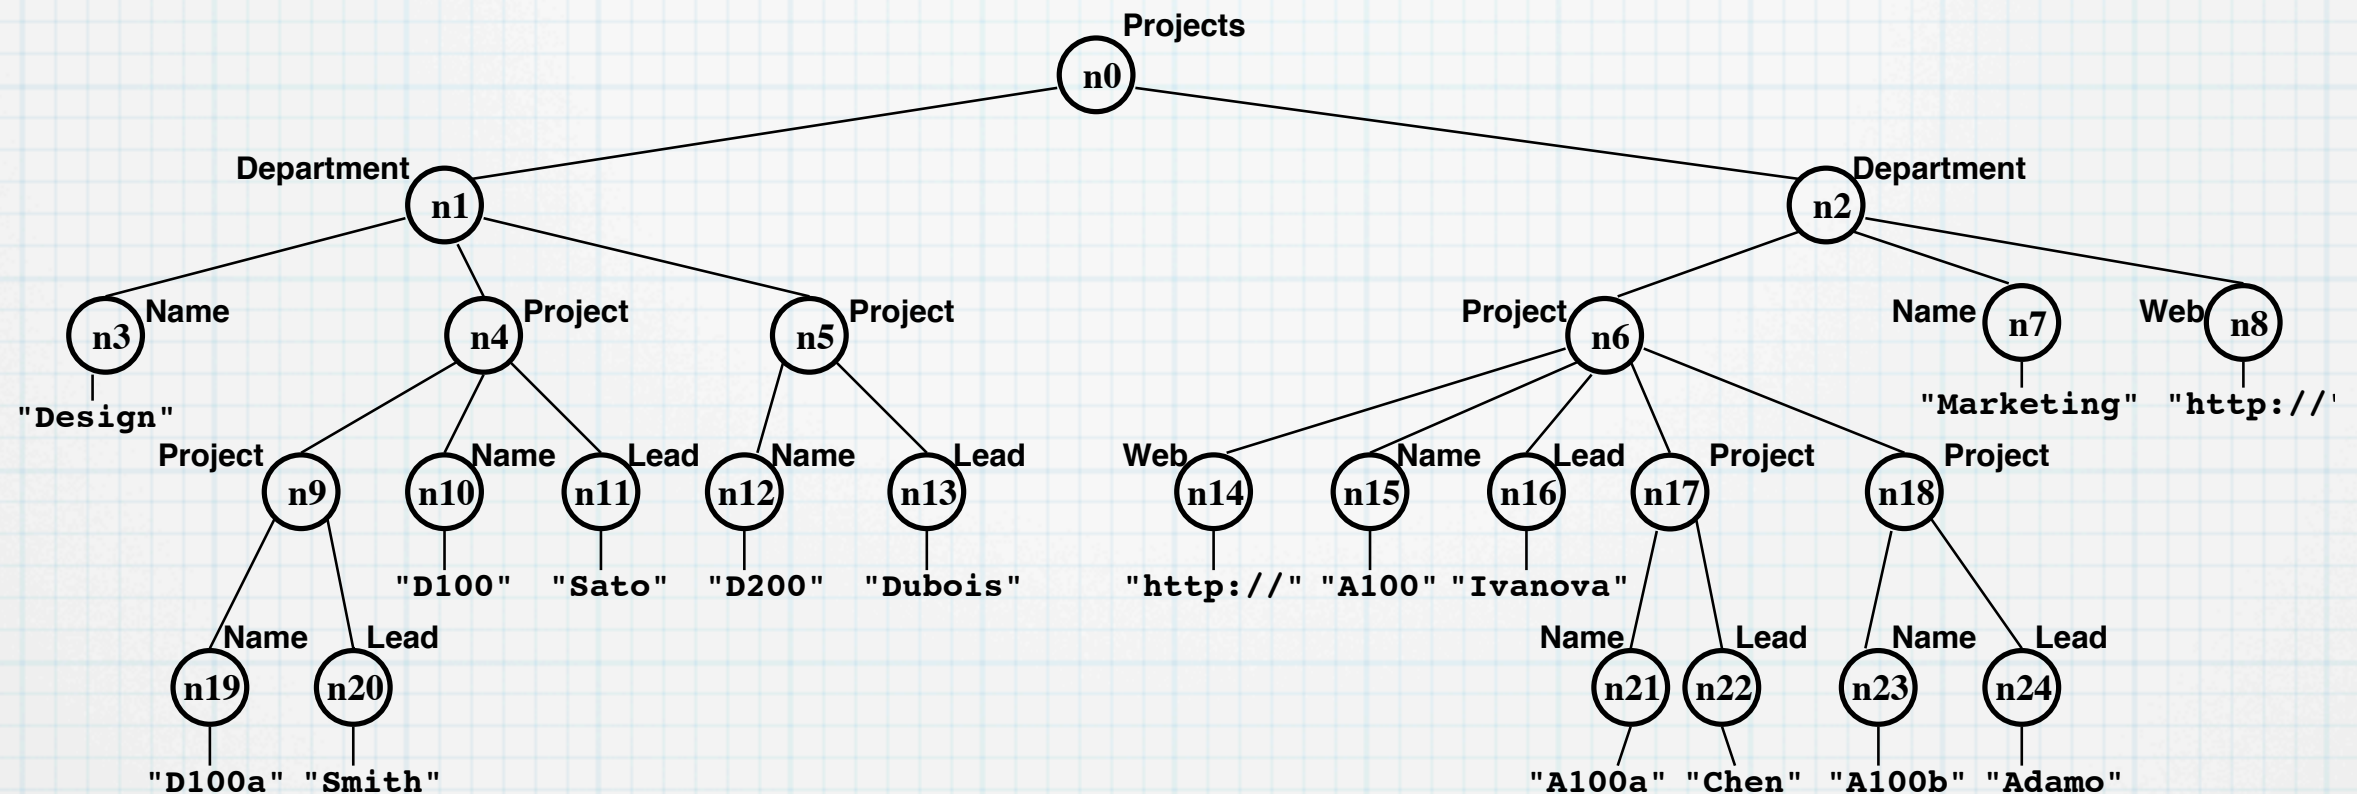 Projects
n0
Department
Department
n1
n2
Name
Project
Project
Project
Name
Web
n3
n4
n5
n6
n7
n8
"Design"
"Marketing"
"http://'
Project
Name
Lead
Name
Lead
Web
Name
Lead
Project
Project
n9
n10
n11
n12
n13
n14
n15
n16
n17
n18
"D100"
"Sato"
"D200"
"Dubois"
"http://"
"A100"
"Ivanova"
Name
Lead
Name
Lead
Name
Lead
n19
n20
n21
n22
n23
n24
"D100a"
"Smith"
"A100a"
"Chen"
"A100b"
"Adamo"